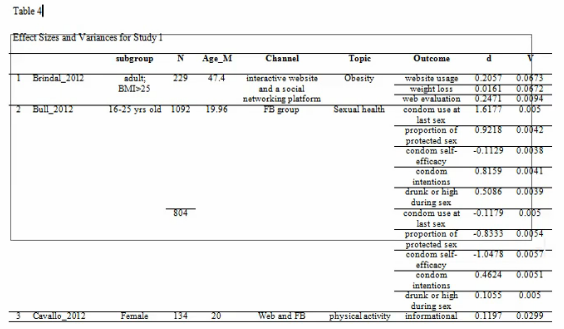 Table 4
Effect Sizes and Variances for Study 1
subgroup N Age_M Channel Topic Outcome d V
1 Brindal_2012 adult; 229 47.4 interactive website Obesity website usage 0.2057 0.0673
BMI>25 and a social weight loss 0.0161 0.0672
networking platform web evaluation 0.2471 0.0094
2 Bull_2012 16-25 yrs old 1092 19.96 FB group Sexual health condom use at 1.6177 0.005
last sex
proportion of 0.9218 0.0042
protected sex
condom self- -0.1129 0.0038
efficacy
condom 0.8159 0.0041
intentions
drunk or high 0.5086 0.0039
during sex
804 condom use at -0.1179 0.005
last sex
proportion of -0.8333 0.0054
protected sex
condom self- -1.0478 0.0057
efficacy
condom 0.4624 0.0051
intentions
drunk or high 0.1055 0.005
during sex
3 Cavallo_2012 Female 134 20 Web and FB physical activity informational 0.1197 0.0299